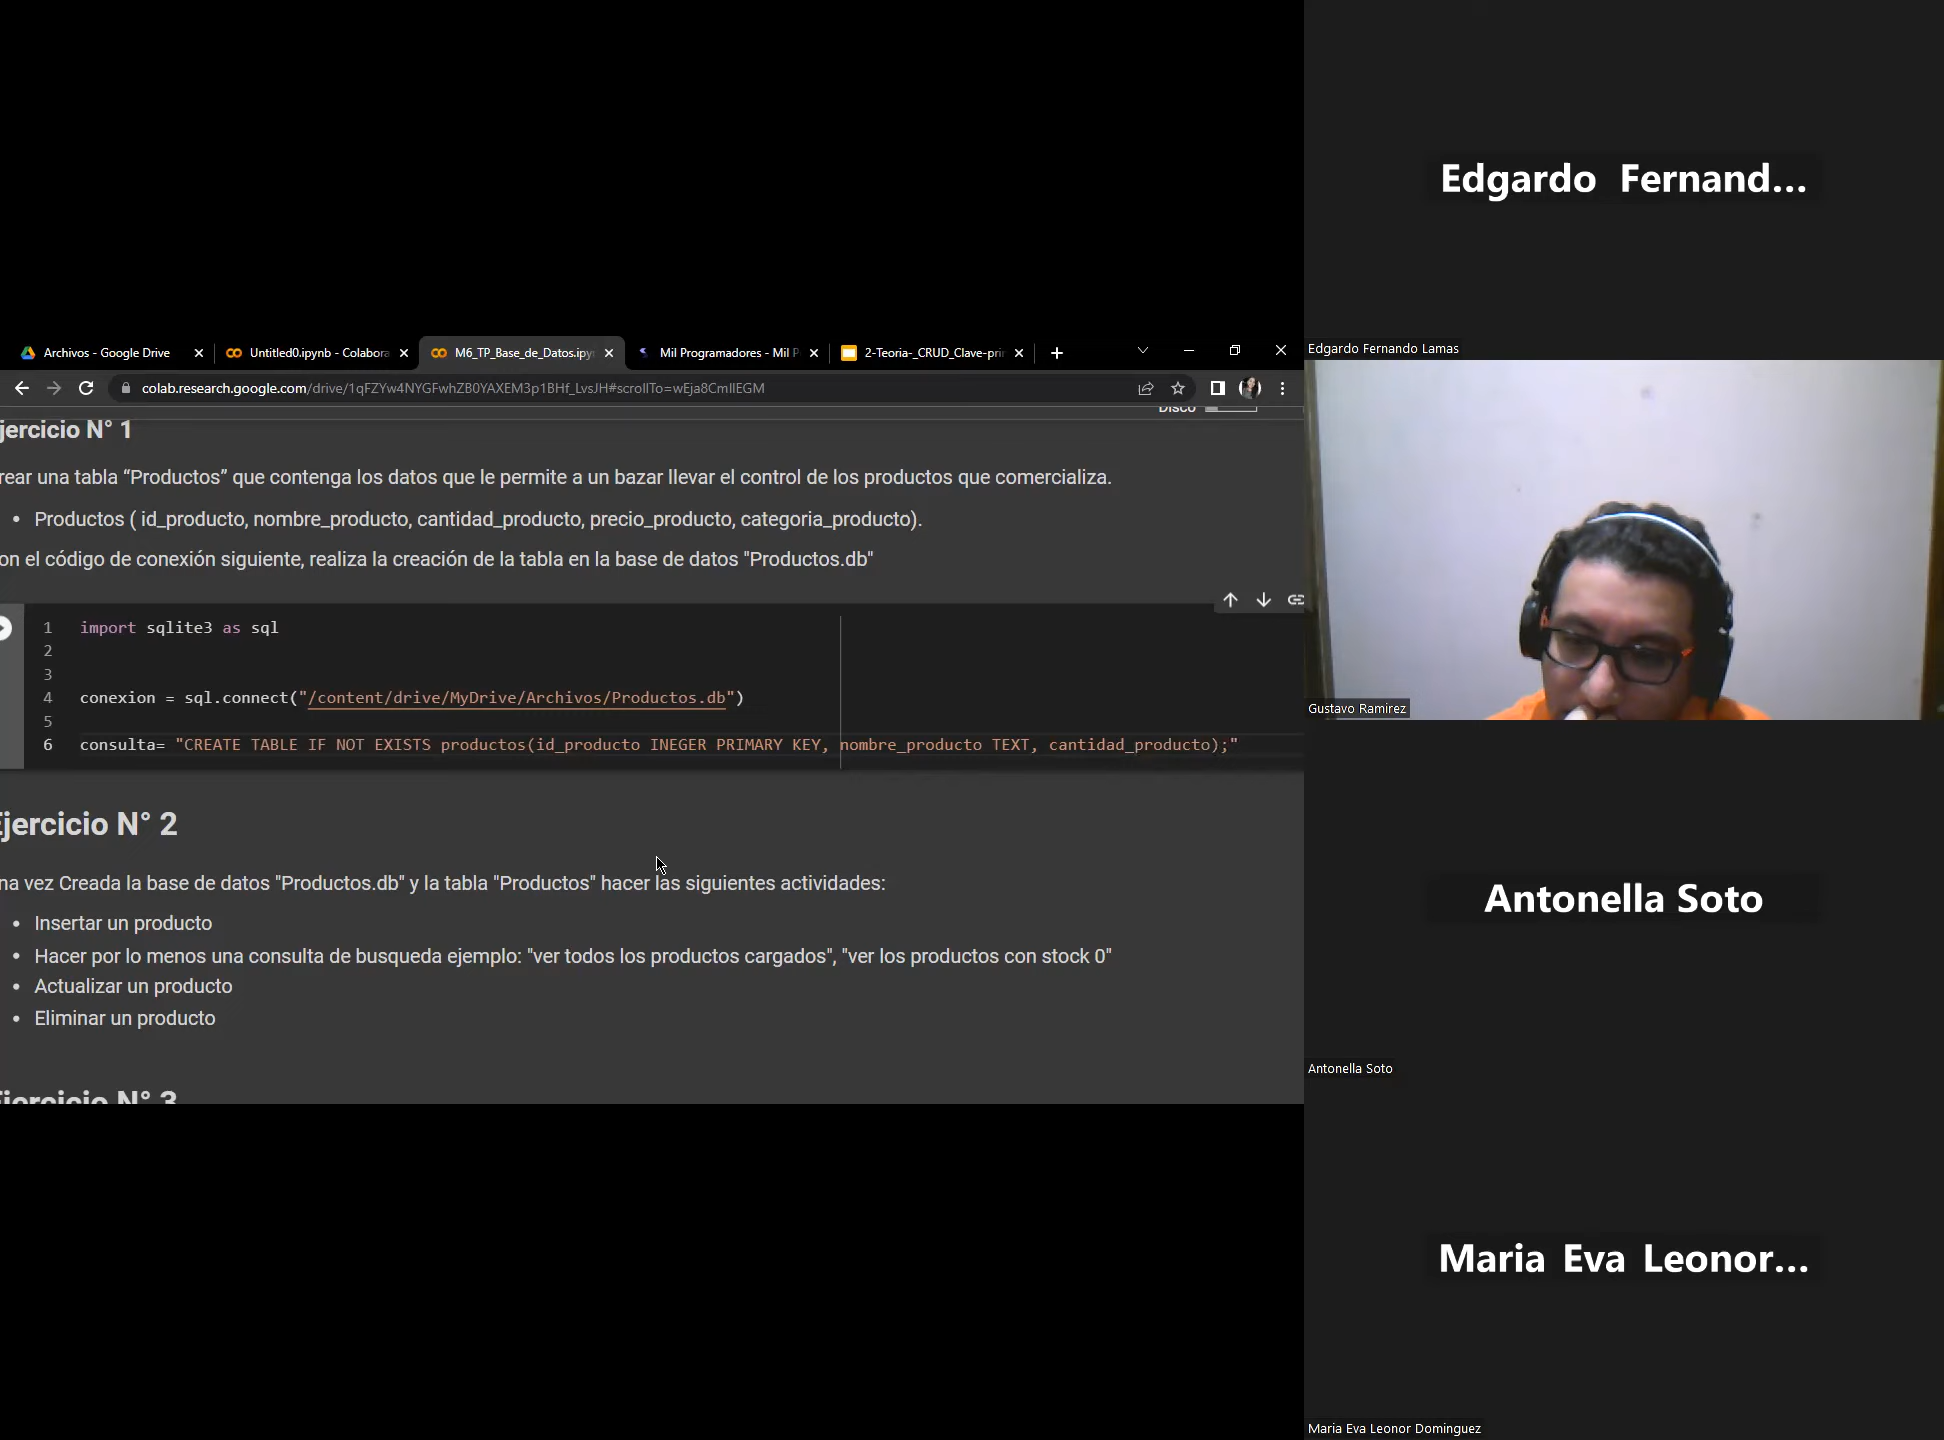 Archivos - Google Drive
Untitled0.ipynb - Colabora
M6_TP_Base_de_Datos.ipy
Mil Programadores - Mil P
2-Teoria-_CRUD_Clave-pri
colab.research.google.com/drive/1qFZYw4NYGFwhZB0YAXEM3p1BHf_LvsJH#scrollTo=wEja8CmIlEGM
Disco
jercicio N° 1
rear una tabla “Productos” que contenga los datos que le permite a un bazar llevar el control de los productos que comercializa.
• Productos ( id_producto, nombre_producto, cantidad_producto, precio_producto, categoria_producto).
on el código de conexión siguiente, realiza la creación de la tabla en la base de datos "Productos.db"
1 import sqlite3 as sql
2
3
4 conexion = sql.connect("/content/drive/MyDrive/Archivos/Productos.db")
5
6 consulta= "CREATE TABLE IF NOT EXISTS productos(id_producto INEGER PRIMARY KEY, nombre_producto TEXT, cantidad_producto);"
Ejercicio N° 2
na vez Creada la base de datos "Productos.db" y la tabla "Productos" hacer las siguientes actividades:
• Insertar un producto
• Hacer por lo menos una consulta de busqueda ejemplo: "ver todos los productos cargados", "ver los productos con stock 0"
• Actualizar un producto
• Eliminar un producto
Ejercicio N° 3
Edgardo Fernand...
Edgardo Fernando Lamas
Gustavo Ramirez
Antonella Soto
Antonella Soto
Maria Eva Leonor...
Maria Eva Leonor Dominguez